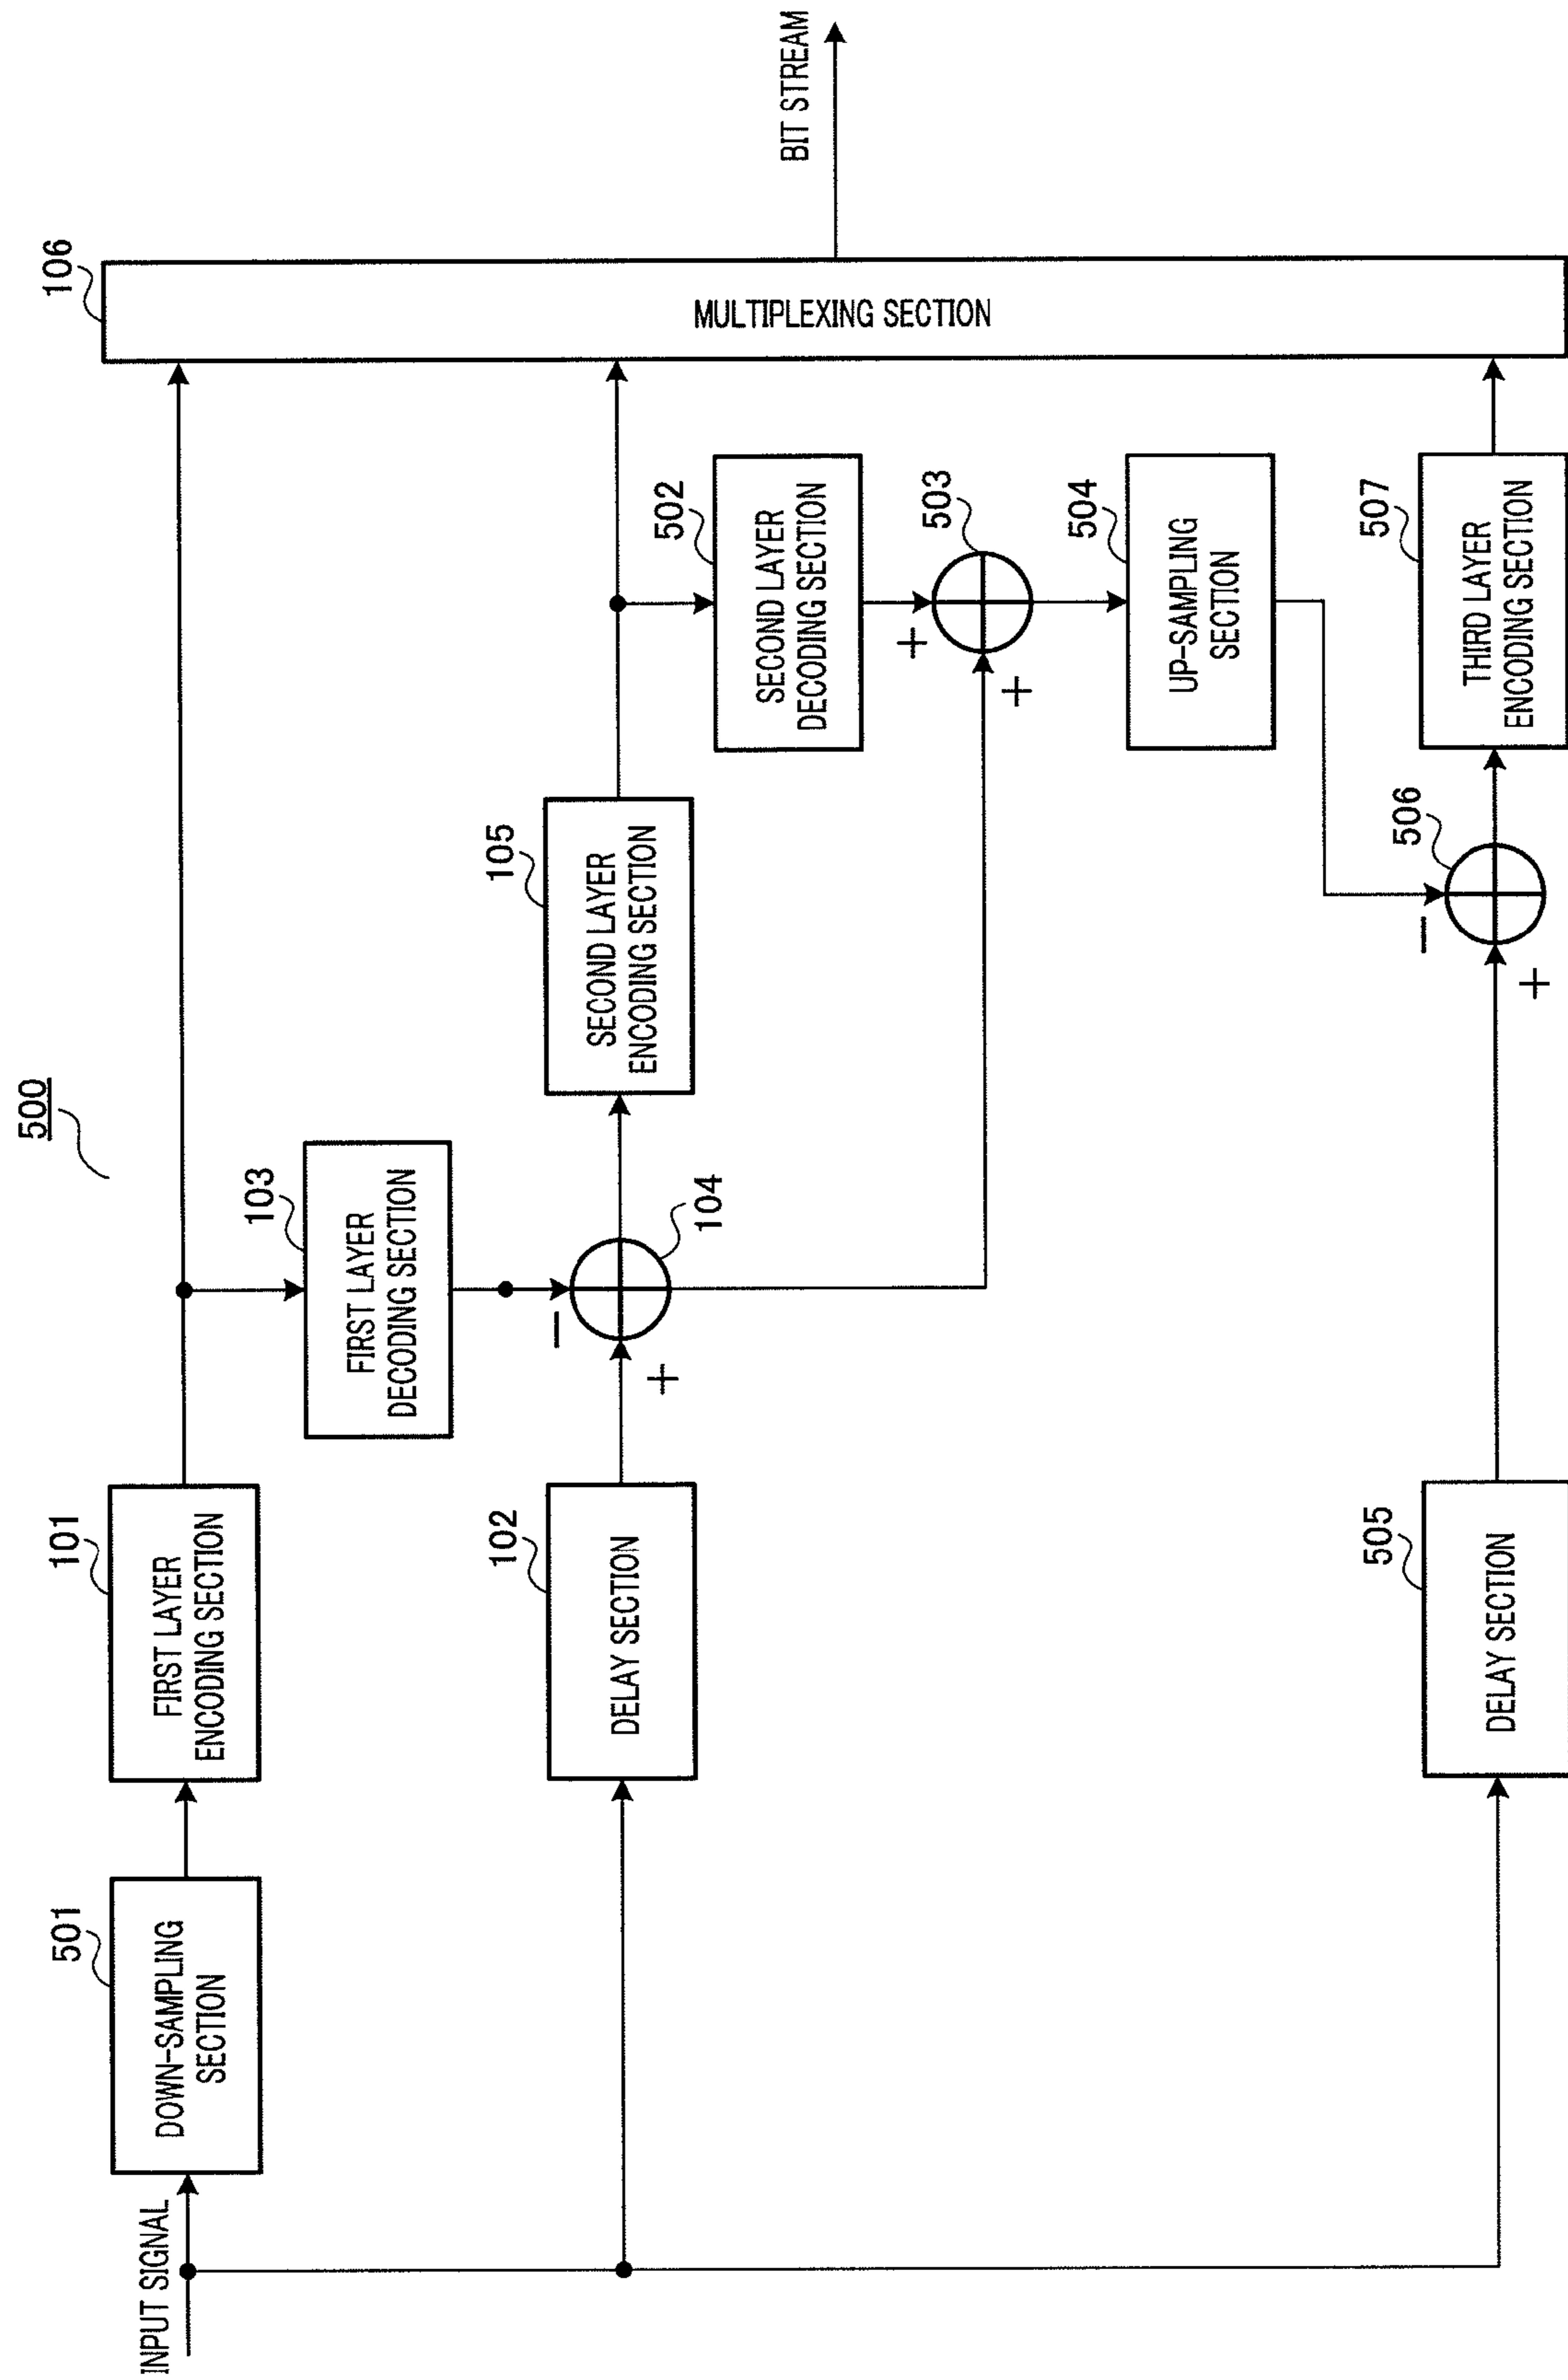 500
INPUT SIGNAL
501
DOWN-SAMPLING
SECTION
101
FIRST LAYER
ENCODING SECTION
103
FIRST LAYER
DECODING SECTION
102
DELAY SECTION
−
+
104
105
SECOND LAYER
ENCODING SECTION
502
SECOND LAYER
DECODING SECTION
+
+
503
504
UP-SAMPLING
SECTION
505
DELAY SECTION
−
+
506
507
THIRD LAYER
ENCODING SECTION
106
MULTIPLEXING SECTION
BIT STREAM